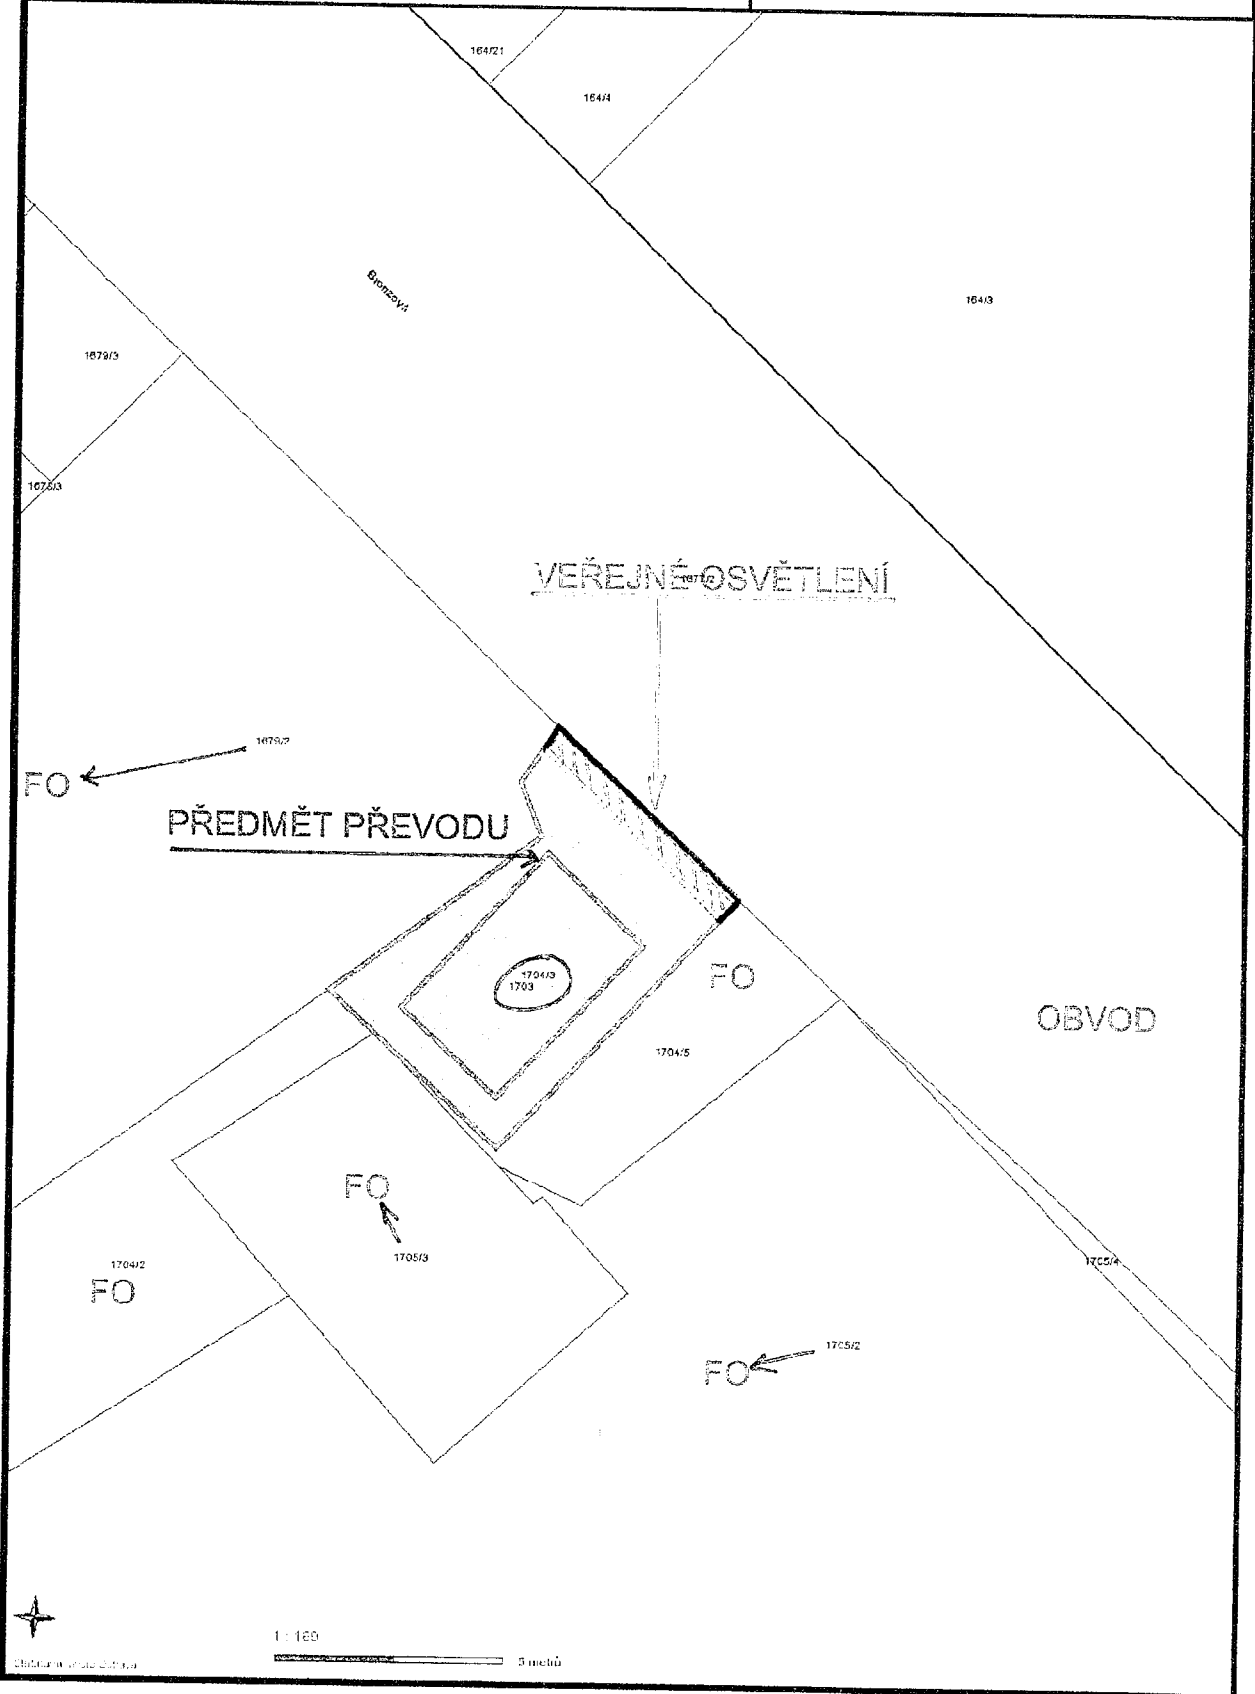 164/21
164/4
Bronzová
164/3
1679/3
1675/3
VEŘEJNÉ OSVĚTLENÍ
1677/2
1679/2
FO
PŘEDMĚT PŘEVODU
1704/3
1703
FO
OBVOD
1704/5
FO
1705/3
1704/2
FO
1705/4
1705/2
FO
1 : 169
5 metrů